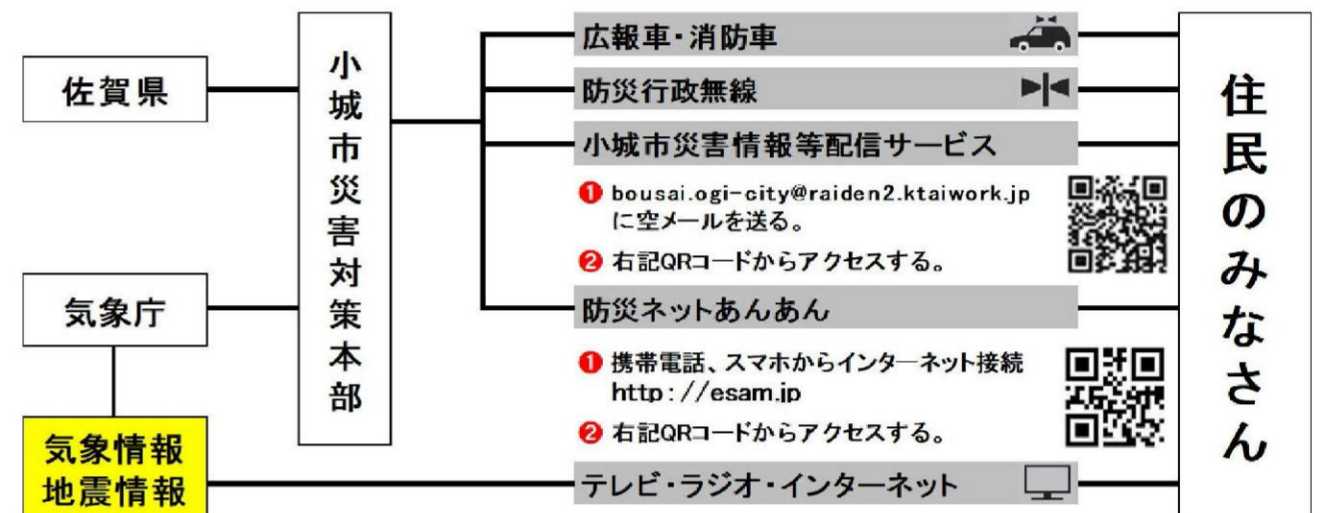 佐賀県
気象庁
気象情報
地震情報
小城市災害対策本部
広報車・消防車
防災行政無線
小城市災害情報等配信サービス
❶ bousai.ogi-city@raiden2.ktaiwork.jp
に空メールを送る。
❷ 右記QRコードからアクセスする。
防災ネットあんあん
❶ 携帯電話、スマホからインターネット接続
http://esam.jp
❷ 右記QRコードからアクセスする。
テレビ・ラジオ・インターネット
住民のみなさん